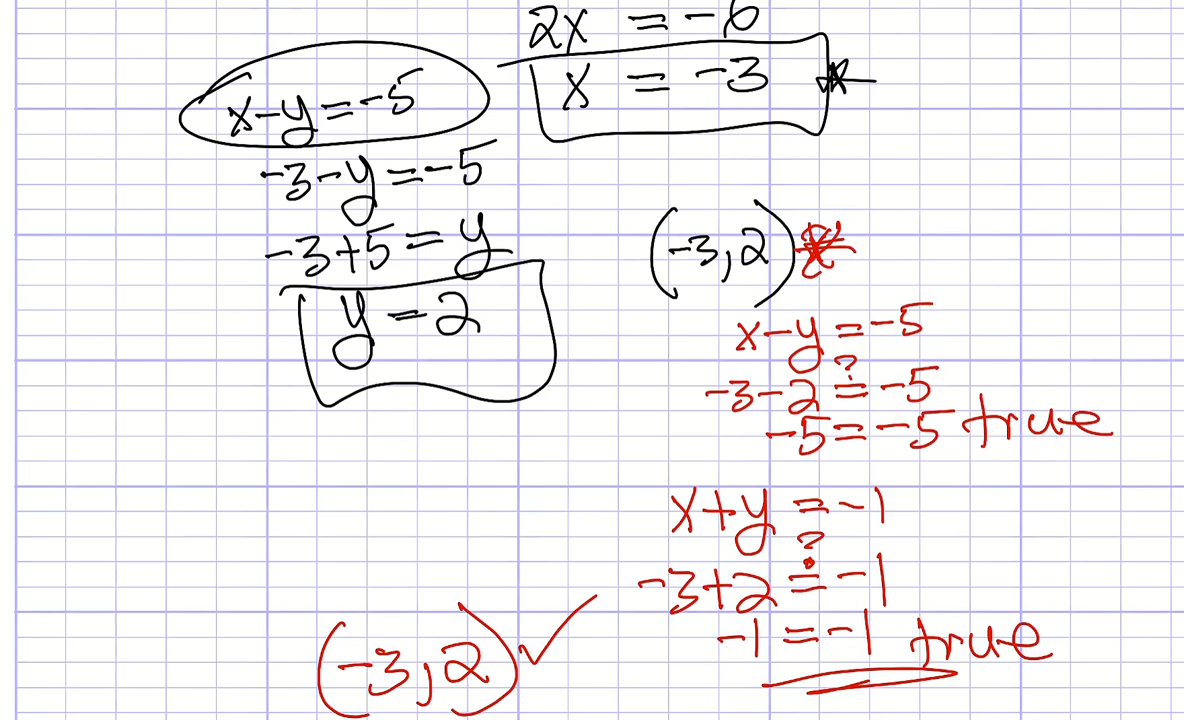 2x = -6
x = -3 *
x-y=-5
-3-y=-5
-3+5=y
y=2
(-3,2)*
x-y=-5
-3-2≟-5
-5=-5 true
x+y=-1
-3+2≟-1
-1=-1 true
(-3,2)✓